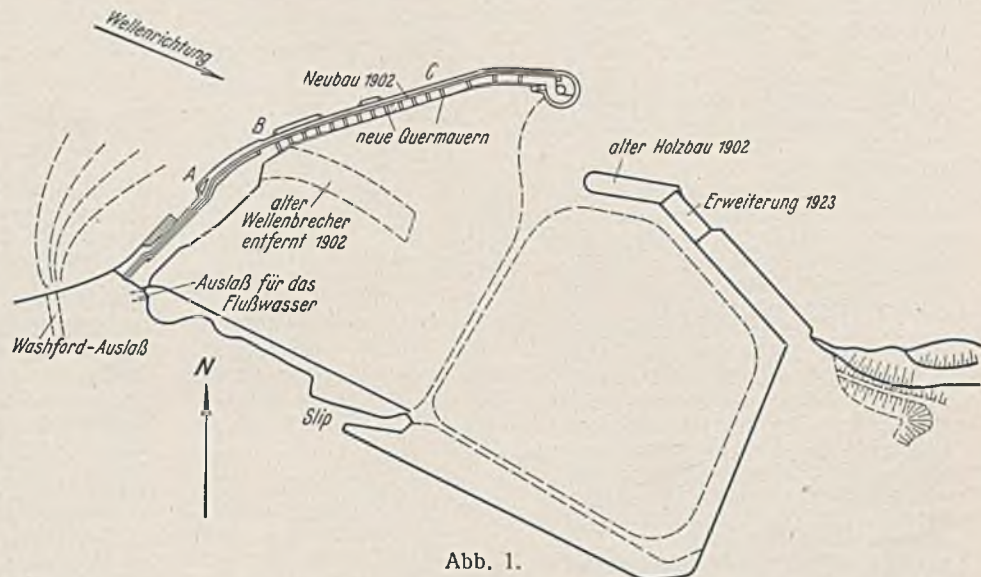 Wellenrichtung
Neubau 1902
C
B
neue Quermauern
A
alter Holzbau 1902
alter
Wellenbrecher
entfernt 1902
Erweiterung 1923
Auslaß für das
Flußwasser
Washford-Auslaß
N
Slip
Abb. 1.